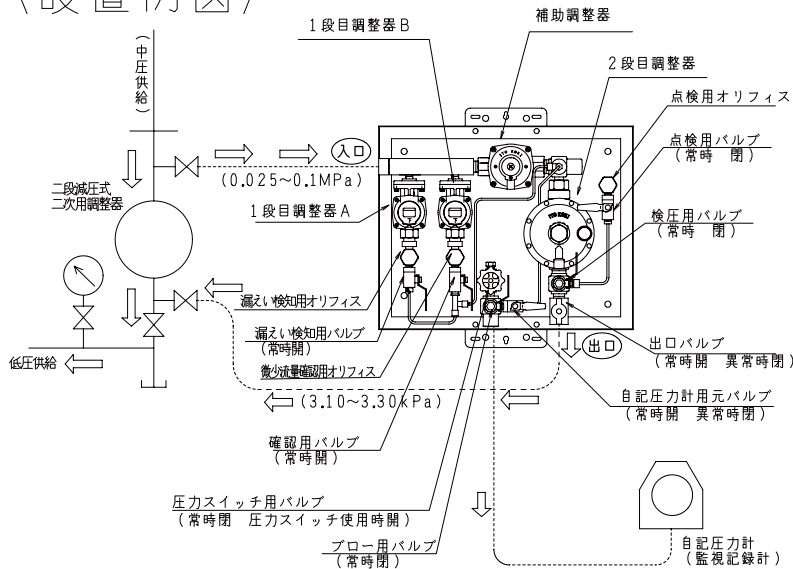 (設置例図)
1段目調整器B
補助調整器
2段目調整器
点検用オリフィス
点検用バルブ
(常時 閉)
検圧用バルブ
(常時 閉)
(中圧供給)
入口
(0.025~0.1MPa)
ITO KOKI
ITO KOKI
二段減圧式
二次用調整器
1段目調整器A
漏えい検知用オリフィス
漏えい検知用バルブ
(常時開)
微少流量確認用オリフィス
出口
出口バルブ
(常時開 異常時閉)
低圧供給
(3.10~3.30kPa)
自記圧力計用元バルブ
(常時開 異常時閉)
確認用バルブ
(常時開)
圧力スイッチ用バルブ
(常時閉 圧力スイッチ使用時開)
ブロー用バルブ
(常時閉)
自記圧力計
(監視記録計)